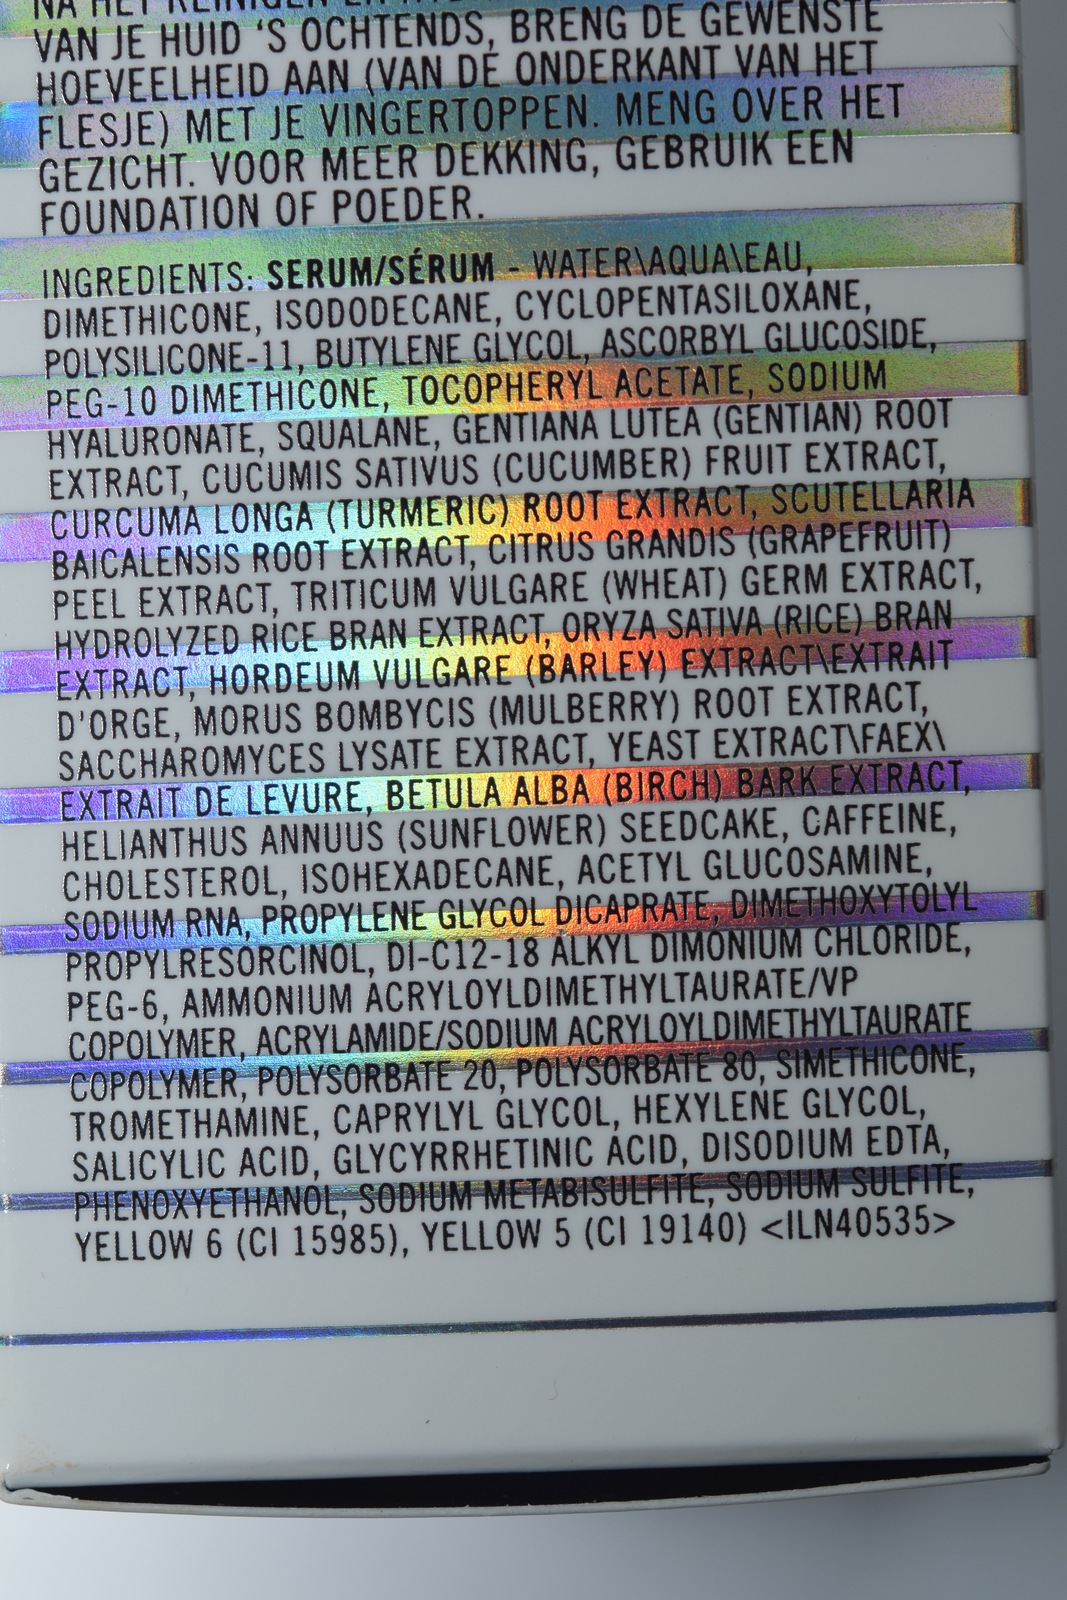 NA HET REINIGEN EN
VAN JE HUID 'S OCHTENDS, BRENG DE GEWENSTE
HOEVEELHEID AAN (VAN DE ONDERKANT VAN HET
FLESJE) MET JE VINGERTOPPEN. MENG OVER HET
GEZICHT. VOOR MEER DEKKING, GEBRUIK EEN
FOUNDATION OF POEDER.
INGREDIENTS: SERUM/SÉRUM - WATER\AQUA\EAU,
DIMETHICONE, ISODODECANE, CYCLOPENTASILOXANE,
POLYSILICONE-11, BUTYLENE GLYCOL, ASCORBYL GLUCOSIDE,
PEG-10 DIMETHICONE, TOCOPHERYL ACETATE, SODIUM
HYALURONATE, SQUALANE, GENTIANA LUTEA (GENTIAN) ROOT
EXTRACT, CUCUMIS SATIVUS (CUCUMBER) FRUIT EXTRACT,
CURCUMA LONGA (TURMERIC) ROOT EXTRACT, SCUTELLARIA
BAICALENSIS ROOT EXTRACT, CITRUS GRANDIS (GRAPEFRUIT)
PEEL EXTRACT, TRITICUM VULGARE (WHEAT) GERM EXTRACT,
HYDROLYZED RICE BRAN EXTRACT, ORYZA SATIVA (RICE) BRAN
EXTRACT, HORDEUM VULGARE (BARLEY) EXTRACT\EXTRAIT
D'ORGE, MORUS BOMBYCIS (MULBERRY) ROOT EXTRACT,
SACCHAROMYCES LYSATE EXTRACT, YEAST EXTRACT\FAEX\
EXTRAIT DE LEVURE, BETULA ALBA (BIRCH) BARK EXTRACT,
HELIANTHUS ANNUUS (SUNFLOWER) SEEDCAKE, CAFFEINE,
CHOLESTEROL, ISOHEXADECANE, ACETYL GLUCOSAMINE,
SODIUM RNA, PROPYLENE GLYCOL DICAPRATE, DIMETHOXYTOLYL
PROPYLRESORCINOL, DI-C12-18 ALKYL DIMONIUM CHLORIDE,
PEG-6, AMMONIUM ACRYLOYLDIMETHYLTAURATE/VP
COPOLYMER, ACRYLAMIDE/SODIUM ACRYLOYLDIMETHYLTAURATE
COPOLYMER, POLYSORBATE 20, POLYSORBATE 80, SIMETHICONE,
TROMETHAMINE, CAPRYLYL GLYCOL, HEXYLENE GLYCOL,
SALICYLIC ACID, GLYCYRRHETINIC ACID, DISODIUM EDTA,
PHENOXYETHANOL, SODIUM METABISULFITE, SODIUM SULFITE,
YELLOW 6 (CI 15985), YELLOW 5 (CI 19140) <ILN40535>